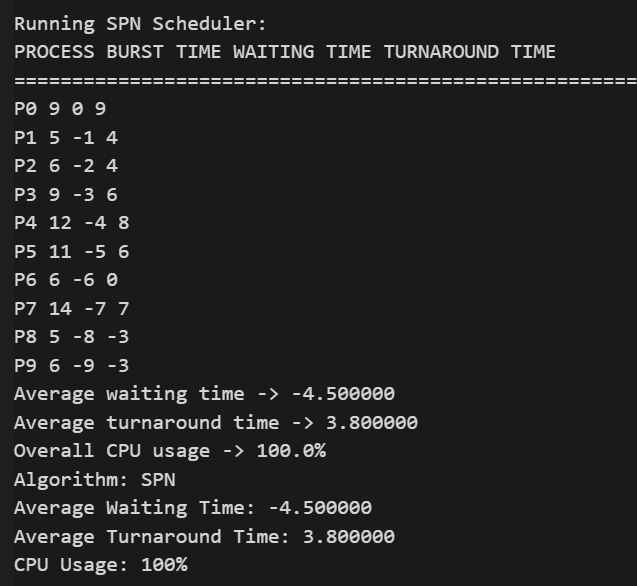 Running SPN Scheduler:
PROCESS BURST TIME WAITING TIME TURNAROUND TIME
======================================================
P0 9 0 9
P1 5 -1 4
P2 6 -2 4
P3 9 -3 6
P4 12 -4 8
P5 11 -5 6
P6 6 -6 0
P7 14 -7 7
P8 5 -8 -3
P9 6 -9 -3
Average waiting time -> -4.500000
Average turnaround time -> 3.800000
Overall CPU usage -> 100.0%
Algorithm: SPN
Average Waiting Time: -4.500000
Average Turnaround Time: 3.800000
CPU Usage: 100%